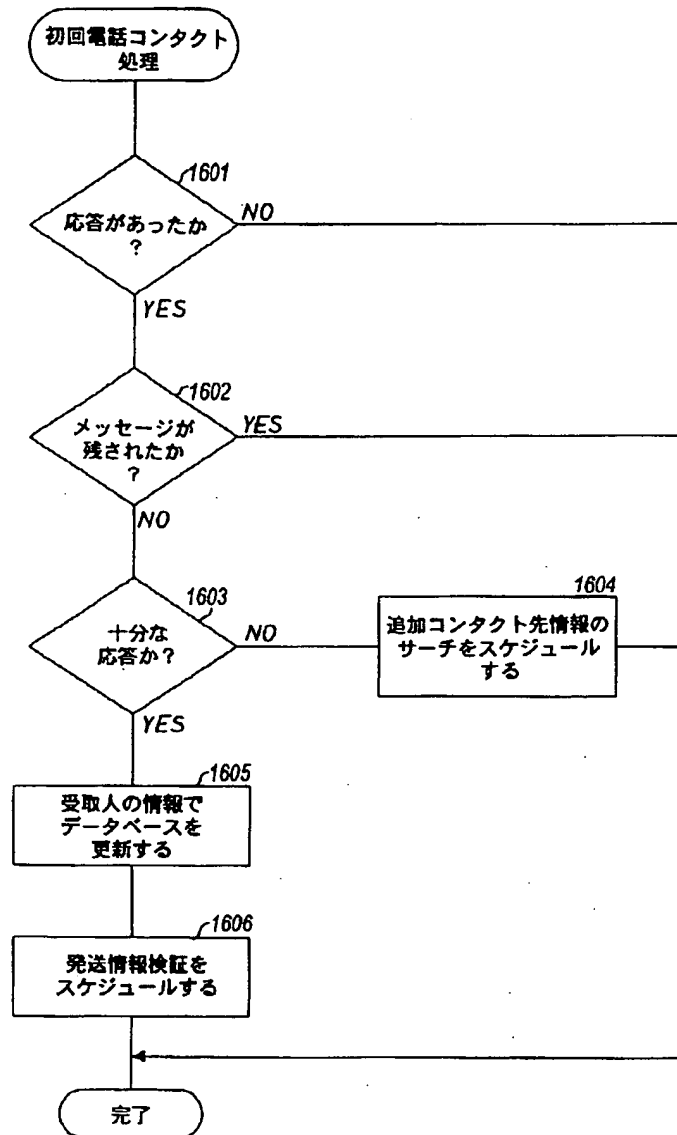 初回電話コンタクト
処理
1601
応答があったか
?
NO
YES
1602
メッセージが
残されたか
?
YES
NO
1603
十分な
応答か?
NO
1604
追加コンタクト先情報の
サーチをスケジュール
する
YES
1605
受取人の情報で
データベースを
更新する
1606
発送情報検証を
スケジュールする
完了